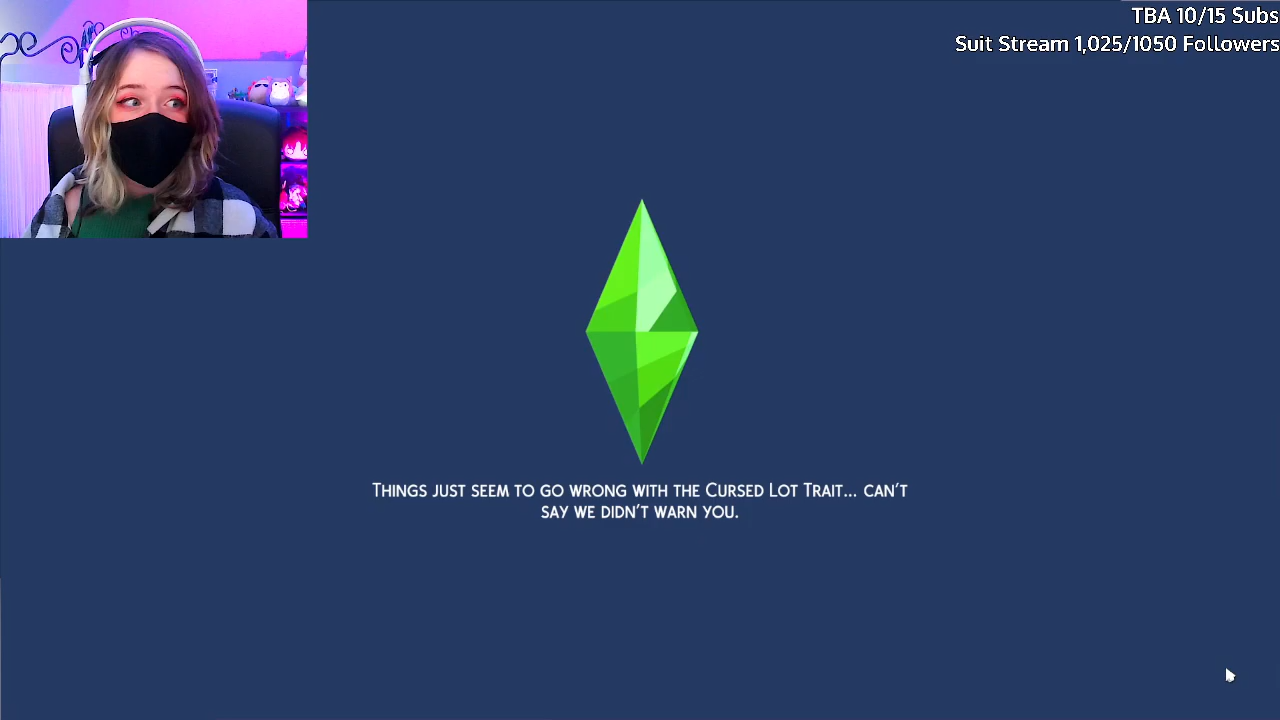 TBA 10/15 Subs
Suit Stream 1,025/1050 Followers
Things just seem to go wrong with the Cursed Lot Trait... can't
say we didn't warn you.